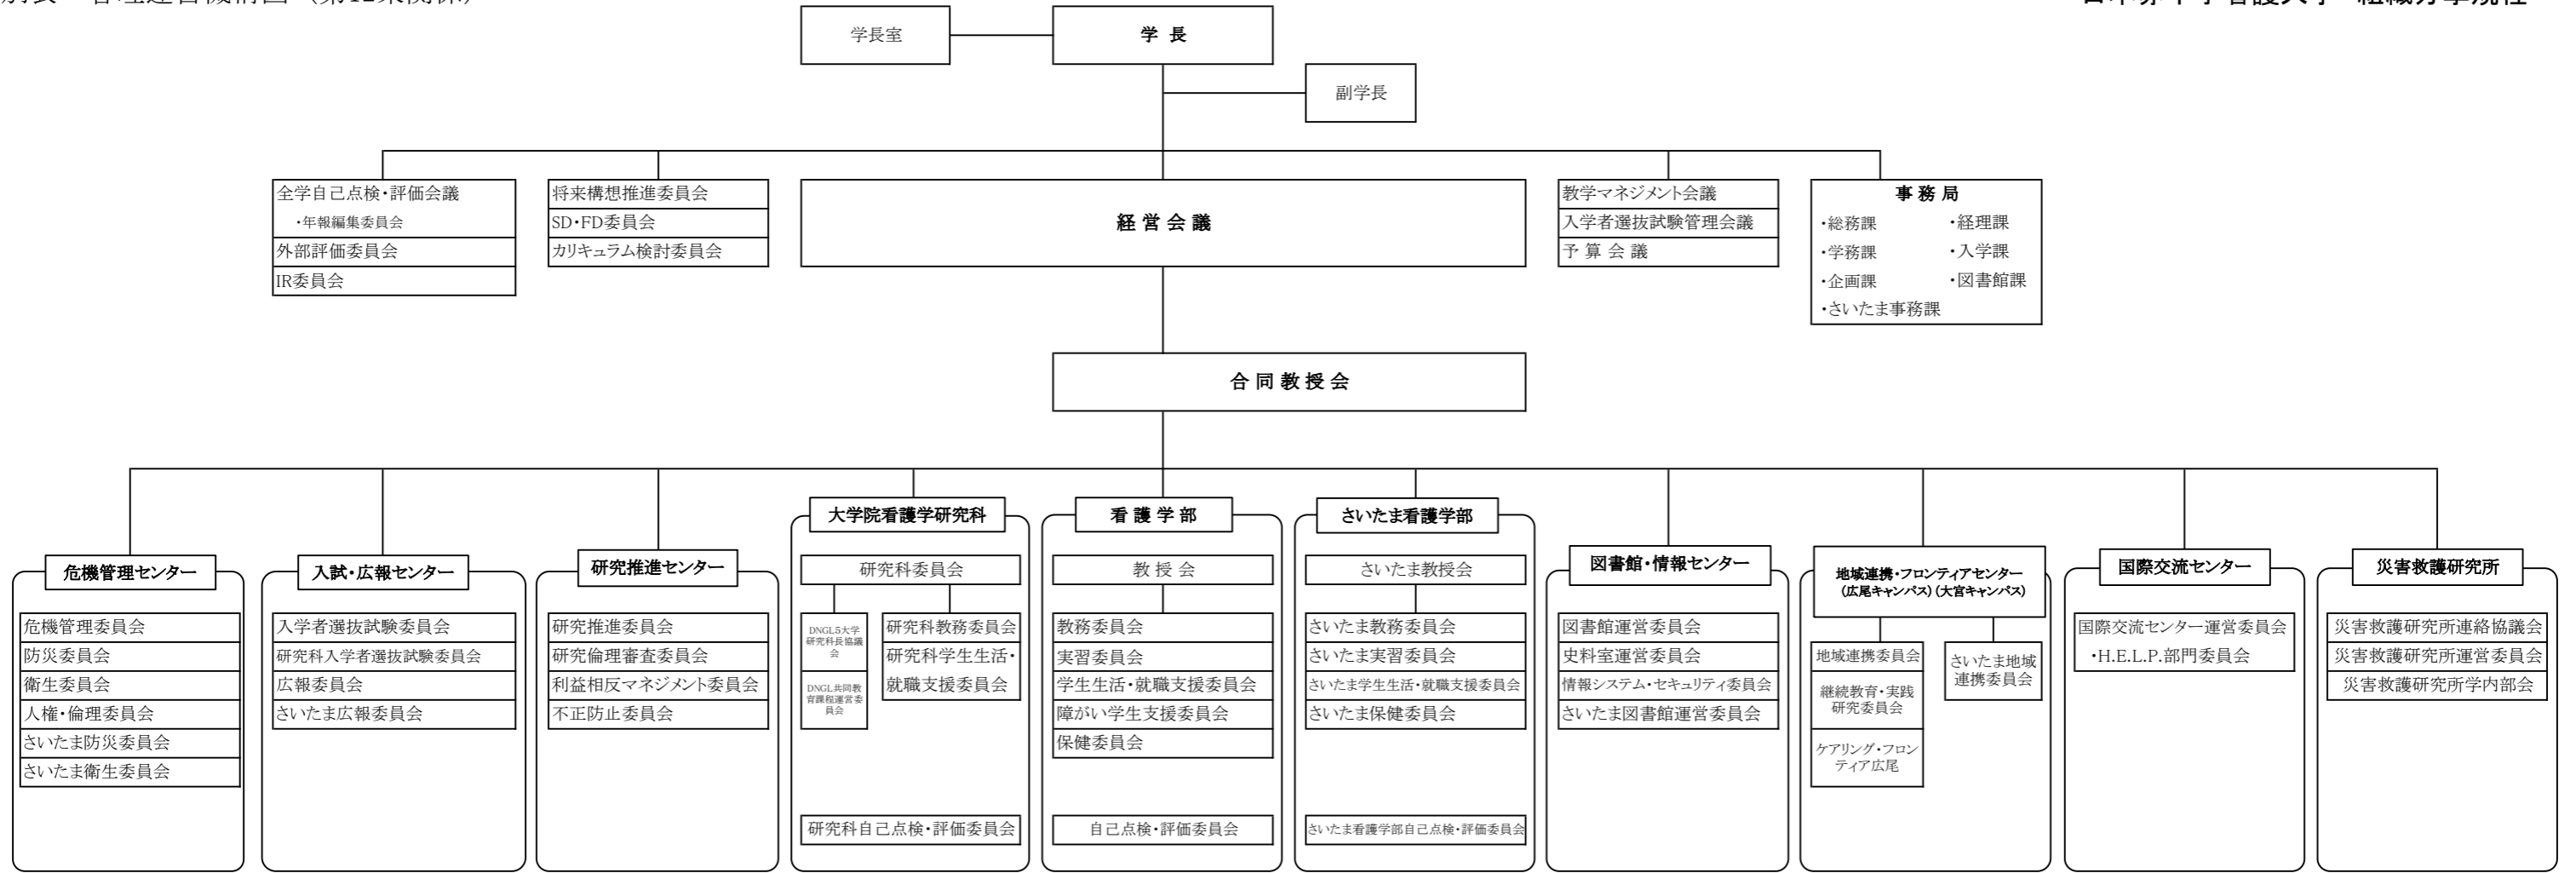 学長室
学 長
副学長
全学自己点検・評価会議
・年報編集委員会
外部評価委員会
IR委員会
将来構想推進委員会
SD・FD委員会
カリキュラム検討委員会
経 営 会 議
教学マネジメント会議
入学者選抜試験管理会議
予 算 会 議
事 務 局
・総務課
・経理課
・学務課
・入学課
・企画課
・図書館課
・さいたま事務課
合 同 教 授 会
危機管理センター
危機管理委員会
防災委員会
衛生委員会
人権・倫理委員会
さいたま防災委員会
さいたま衛生委員会
入試・広報センター
入学者選抜試験委員会
研究科入学者選抜試験委員会
広報委員会
さいたま広報委員会
研究推進センター
研究推進委員会
研究倫理審査委員会
利益相反マネジメント委員会
不正防止委員会
大学院看護学研究科
研究科委員会
DNGL5大学
研究科長協議
会
DNGL共同教
育課程運営委
員会
研究科教務委員会
研究科学生生活・
就職支援委員会
研究科自己点検・評価委員会
看 護 学 部
教 授 会
教務委員会
実習委員会
学生生活・就職支援委員会
障がい学生支援委員会
保健委員会
自己点検・評価委員会
さいたま看護学部
さいたま教授会
さいたま教務委員会
さいたま実習委員会
さいたま学生生活・就職支援委員会
さいたま保健委員会
さいたま看護学部自己点検・評価委員会
図書館・情報センター
図書館運営委員会
史料室運営委員会
情報システム・セキュリティ委員会
さいたま図書館運営委員会
地域連携・フロンティアセンター
（広尾キャンパス）（大宮キャンパス）
地域連携委員会
継続教育・実践
研究委員会
ケアリング・フロン
ティア広尾
さいたま地域
連携委員会
国際交流センター
国際交流センター運営委員会
・H.E.L.P.部門委員会
災害救護研究所
災害救護研究所連絡協議会
災害救護研究所運営委員会
災害救護研究所学内部会